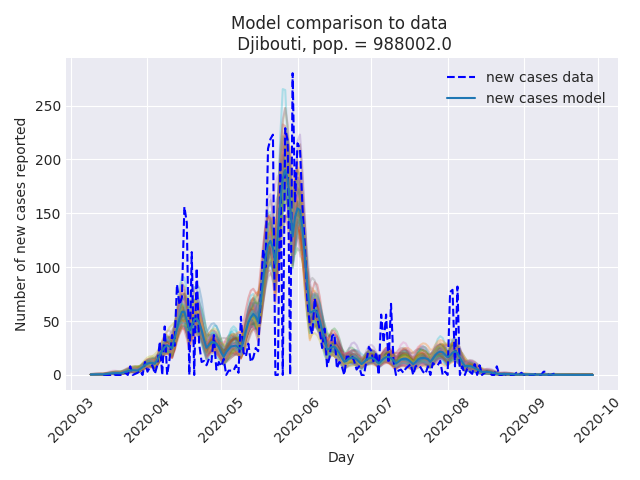 Model comparison to data
Djibouti, pop. = 988002.0
new cases data
new cases model
Number of new cases reported
250
200
150
100
50
0
2020-03
2020-04
2020-05
2020-06
2020-07
2020-08
2020-09
2020-10
Day